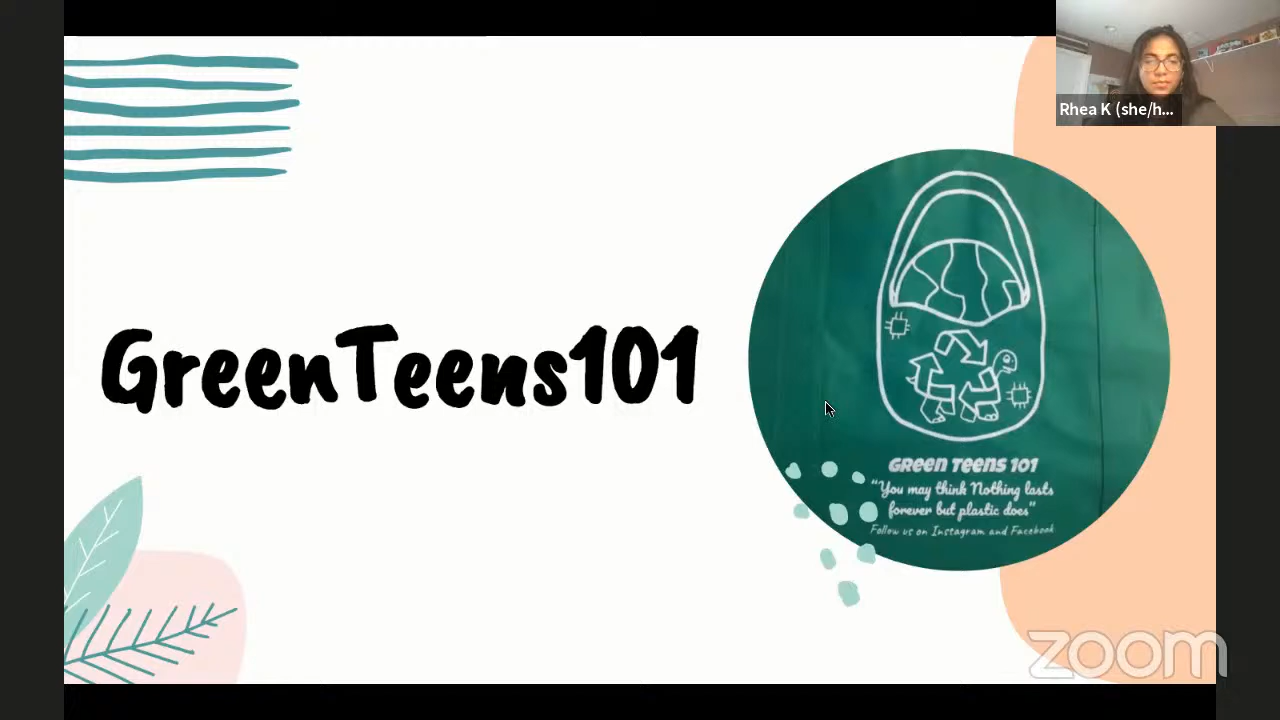 Rhea K (she/h...
GreenTeens101
Green Teens 101
“You may think Nothing lasts
forever but plastic does”
Follow us on Instagram and Facebook
zoom